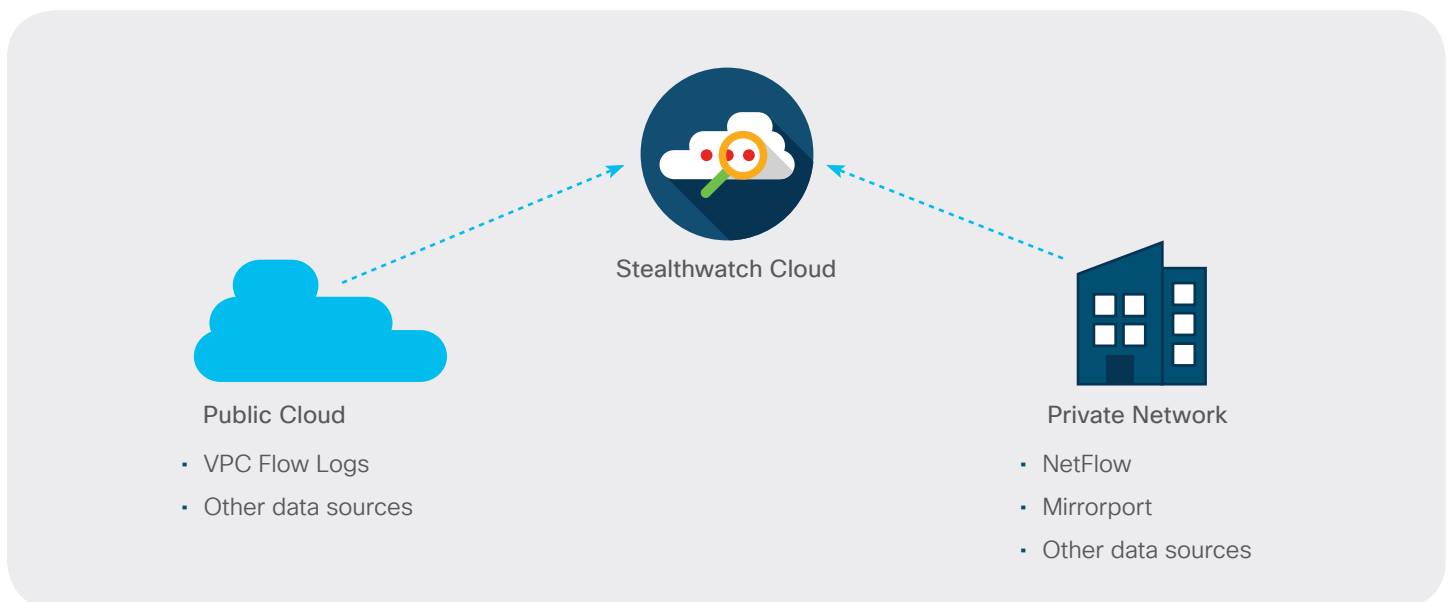 Stealthwatch Cloud
Public Cloud
▪ VPC Flow Logs
▪ Other data sources
Private Network
▪ NetFlow
▪ Mirrorport
▪ Other data sources